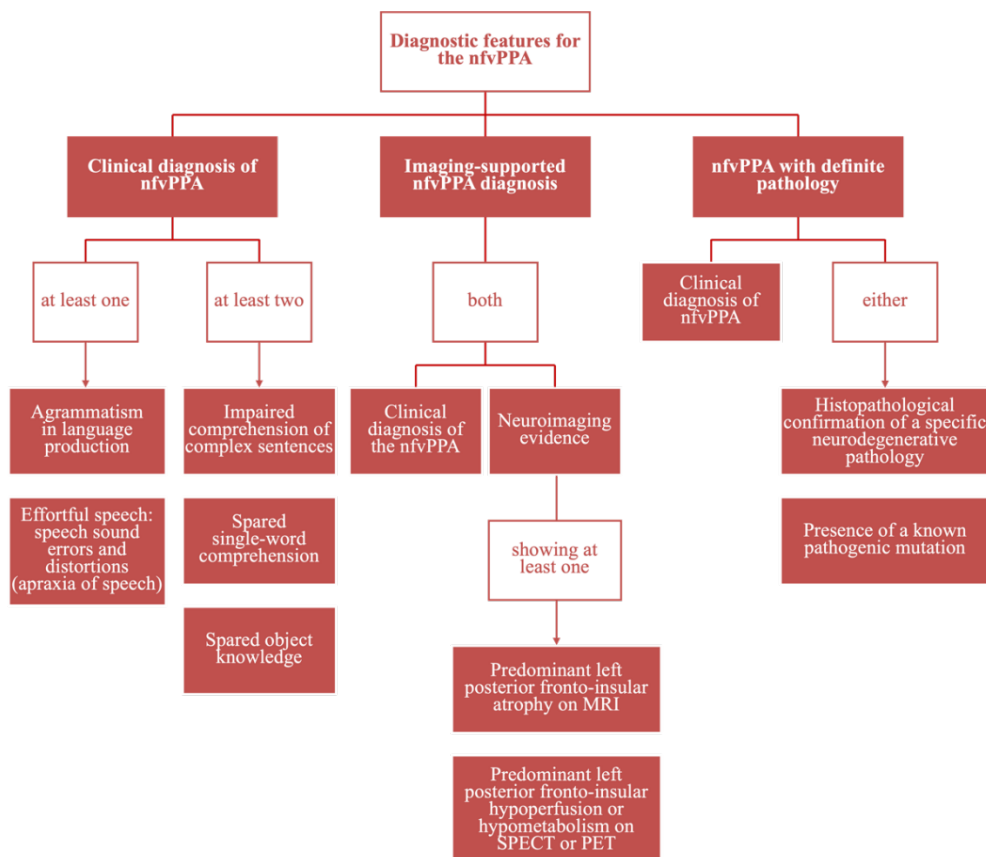 Diagnostic features for
the nfvPPA
Clinical diagnosis of
nfvPPA
Imaging-supported
nfvPPA diagnosis
nfvPPA with definite
pathology
at least one
at least two
both
Clinical
diagnosis of
nfvPPA
either
Agrammatism
in language
production
Impaired
comprehension of
complex sentences
Clinical
diagnosis of
the nfvPPA
Neuroimaging
evidence
Histopathological
confirmation of a specific
neurodegenerative
pathology
Effortful speech:
speech sound
errors and
distortions
(apraxia of speech)
Spared
single-word
comprehension
showing at
least one
Presence of a known
pathogenic mutation
Spared object
knowledge
Predominant left
posterior fronto-insular
atrophy on MRI
Predominant left
posterior fronto-insular
hypoperfusion or
hypometabolism on
SPECT or PET